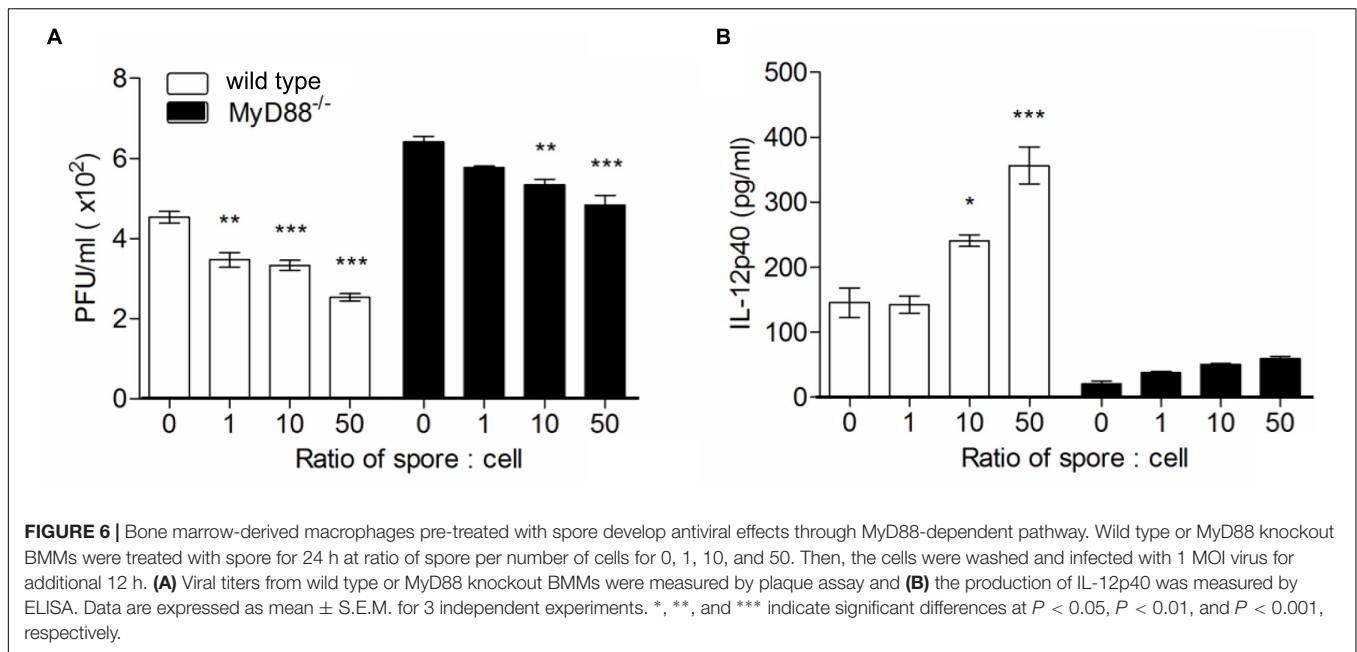 A
wild type
MyD88-/-
8
6
4
2
0
PFU/ml ( x10²)
**
***
***
**
***
0 1 10 50 0 1 10 50
Ratio of spore : cell
B
500
400
300
200
100
0
IL-12p40 (pg/ml)
*
***
0 1 10 50 0 1 10 50
Ratio of spore : cell
FIGURE 6 | Bone marrow-derived macrophages pre-treated with spore develop antiviral effects through MyD88-dependent pathway. Wild type or MyD88 knockout
BMMs were treated with spore for 24 h at ratio of spore per number of cells for 0, 1, 10, and 50. Then, the cells were washed and infected with 1 MOI virus for
additional 12 h. (A) Viral titers from wild type or MyD88 knockout BMMs were measured by plaque assay and (B) the production of IL-12p40 was measured by
ELISA. Data are expressed as mean ± S.E.M. for 3 independent experiments. *, **, and *** indicate significant differences at P < 0.05, P < 0.01, and P < 0.001,
respectively.